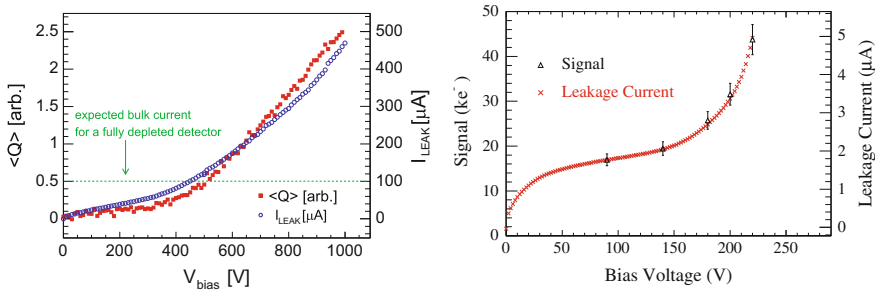 <Q> [arb.]
2.5
2
1.5
1
0.5
0
500
400
300
200
100
0
I_LEAK [µA]
expected bulk current
for a fully depleted detector
<Q> [arb.]
I_LEAK [µA]
0 200 400 600 800 1000
V_bias [V]
Signal (ke⁻)
50
40
30
20
10
0
5
4
3
2
1
0
Leakage Current (µA)
Signal
Leakage Current
0 50 100 150 200 250
Bias Voltage (V)